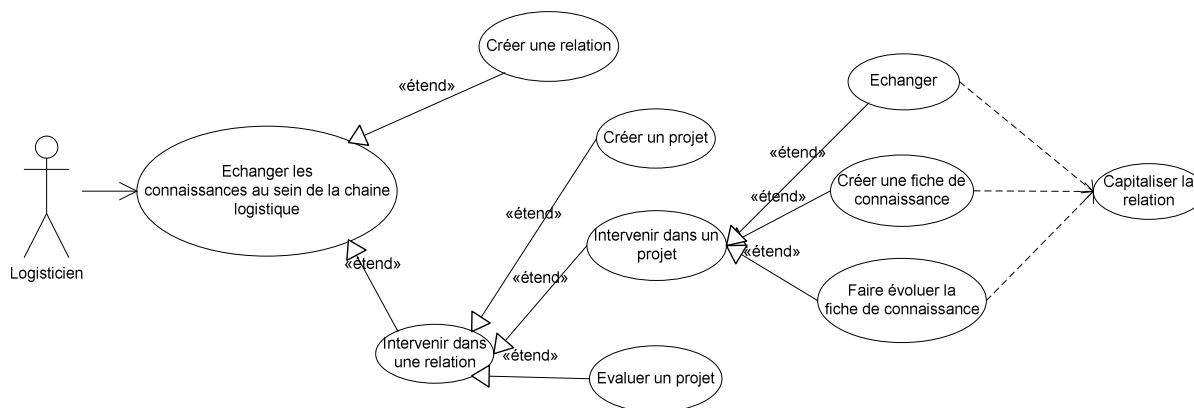 Créer une relation
«étend»
Echanger
Créer un projet
«étend»
Echanger les
connaissances au sein de la chaine
logistique
Créer une fiche de
connaissance
«étend»
Capitaliser la
relation
«étend»
Intervenir dans un
projet
«étend»
Logisticien
«étend»
«étend»
Faire évoluer la
fiche de connaissance
Intervenir dans
une relation
«étend»
Evaluer un projet